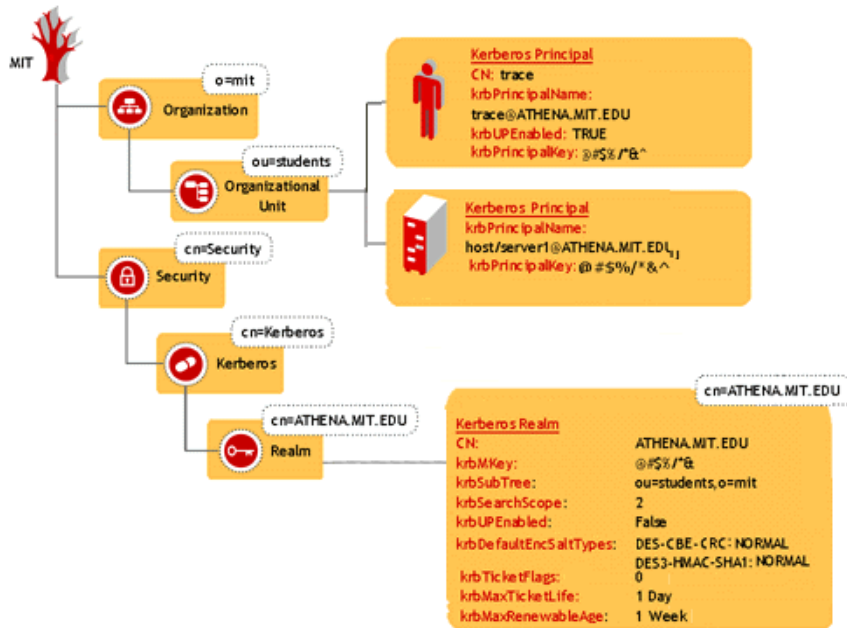 MIT
o=mit
Organization
ou=students
Organizational
Unit
Kerberos Principal
CN: trace
krbPrincipalName:
trace@ATHENA.MIT.EDU
krbUPEnabled: TRUE
krbPrincipalKey: @#$%/*&^
Kerberos Principal
krbPrincipalName:
host/server1@ATHENA.MIT.EDU
krbPrincipalKey: @#$%/*&^
cn=Security
Security
cn=Kerberos
Kerberos
cn=ATHENA.MIT.EDU
Realm
cn=ATHENA.MIT.EDU
Kerberos Realm
CN: ATHENA.MIT.EDU
krbMKey: @#$%/*&
krbSubTree: ou=students,o=mit
krbSearchScope: 2
krbUPEnabled: False
krbDefaultEncSaltTypes: DES-CBE-CRC: NORMAL
DES3-HMAC-SHA1: NORMAL
krbTicketFlags: 0
krbMaxTicketLife: 1 Day
krbMaxRenewableAge: 1 Week